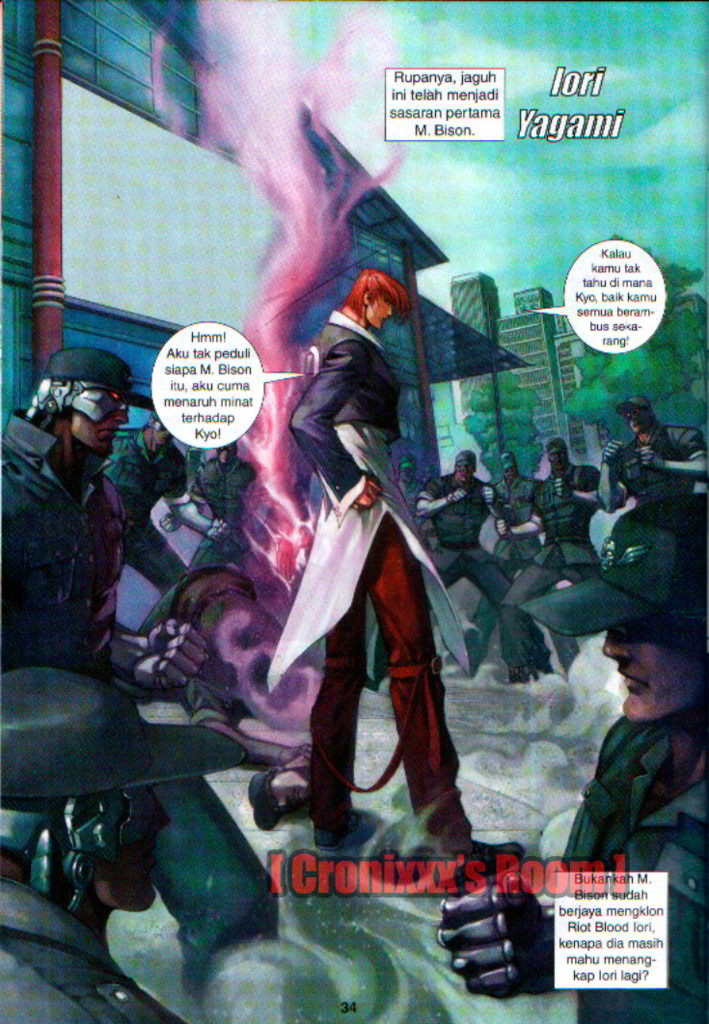 Rupanya, jaguh
ini telah menjadi
sasaran pertama
M. Bison.
Iori
Yagami
Kalau
kamu tak
tahu di mana
Kyo, baik kamu
semua beram-
bus seka-
rang!
Hmm!
Aku tak peduli
siapa M. Bison
itu, aku cuma
menaruh minat
terhadap
Kyo!
[ Cronixxx's Room ]
Bukankah M.
Bison sudah
berjaya mengklon
Riot Blood Iori,
kenapa dia masih
mahu menang-
kap Iori lagi?
34